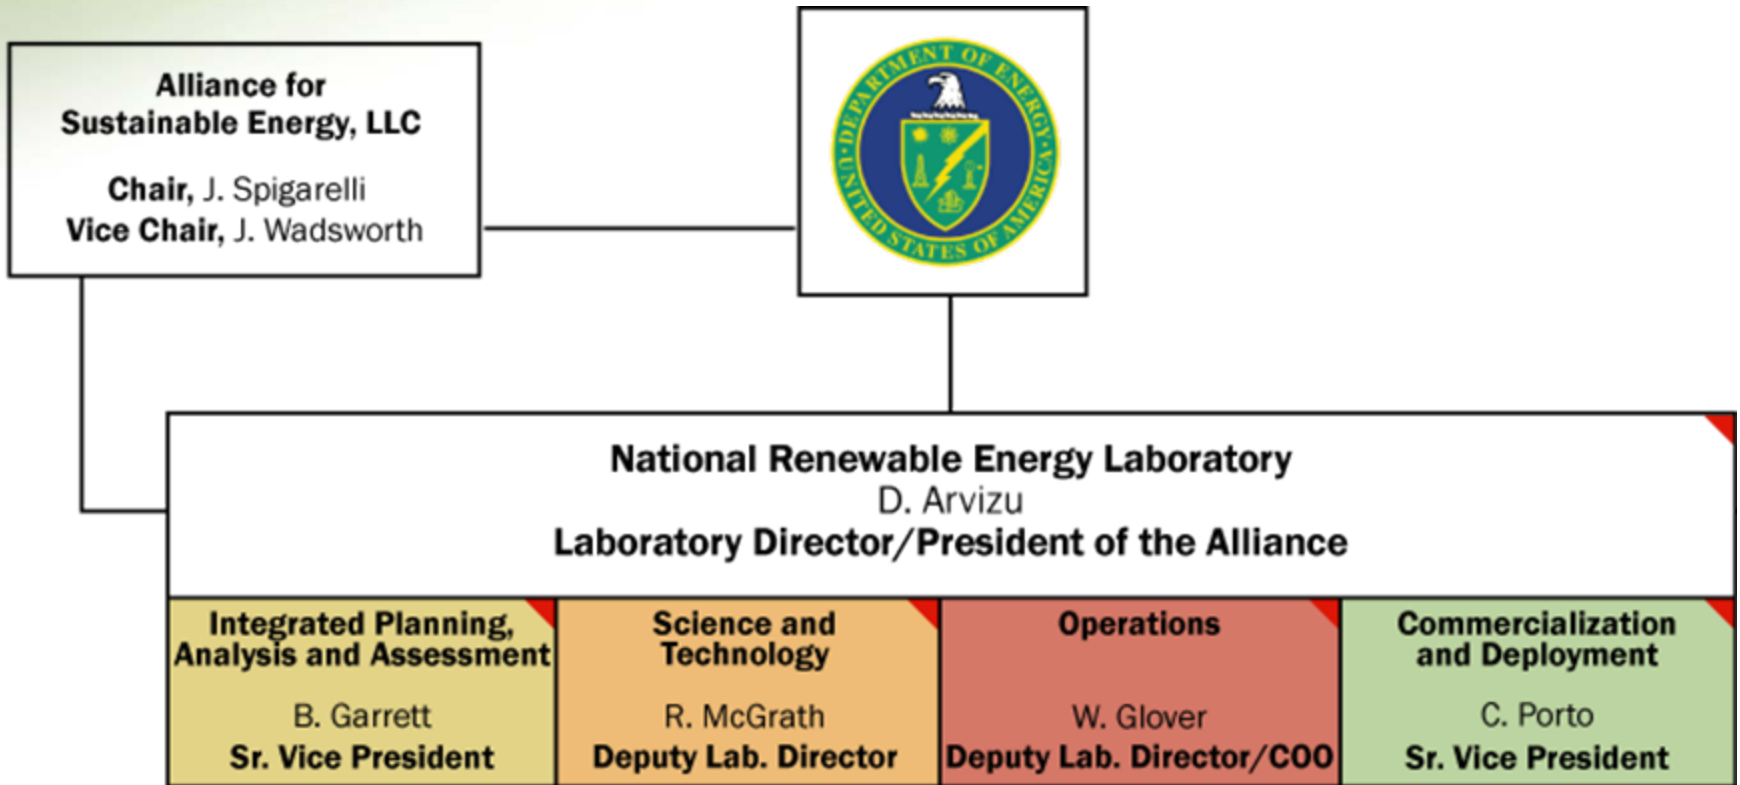 Alliance for
Sustainable Energy, LLC
Chair, J. Spigarelli
Vice Chair, J. Wadsworth
DEPARTMENT OF ENERGY
UNITED STATES OF AMERICA
National Renewable Energy Laboratory
D. Arvizu
Laboratory Director/President of the Alliance
Integrated Planning,
Analysis and Assessment
B. Garrett
Sr. Vice President
Science and
Technology
R. McGrath
Deputy Lab. Director
Operations
W. Glover
Deputy Lab. Director/COO
Commercialization
and Deployment
C. Porto
Sr. Vice President